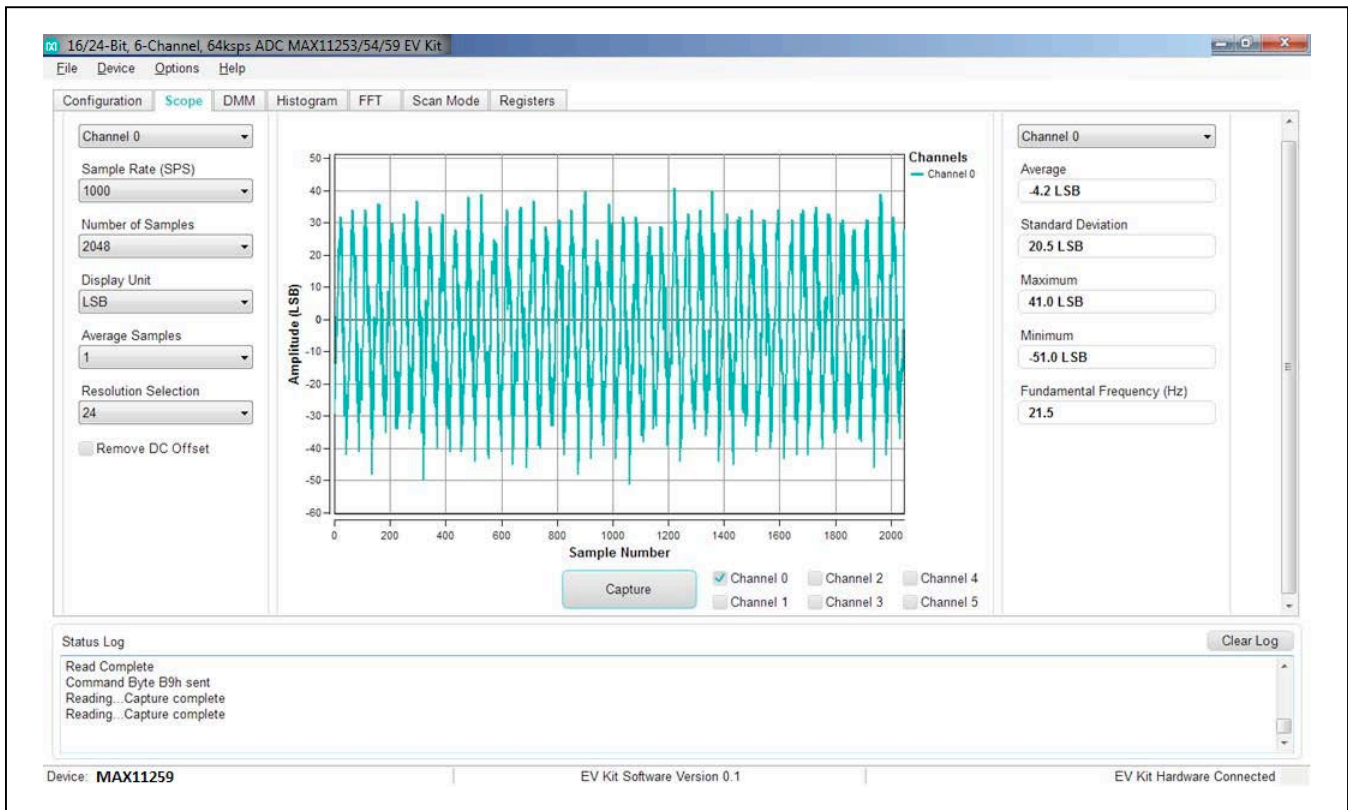 16/24-Bit, 6-Channel, 64ksps ADC MAX11253/54/59 EV Kit
File Device Options Help
Configuration Scope DMM Histogram FFT Scan Mode Registers
Channel 0
Sample Rate (SPS)
1000
Number of Samples
2048
Display Unit
LSB
Average Samples
1
Resolution Selection
24
Remove DC Offset
Amplitude (LSB)
50
40
30
20
10
0
-10
-20
-30
-40
-50
-60
0 200 400 600 800 1000 1200 1400 1600 1800 2000
Sample Number
Channels
Channel 0
Capture
Channel 0 Channel 2 Channel 4
Channel 1 Channel 3 Channel 5
Channel 0
Average
-4.2 LSB
Standard Deviation
20.5 LSB
Maximum
41.0 LSB
Minimum
-51.0 LSB
Fundamental Frequency (Hz)
21.5
Status Log
Clear Log
Read Complete
Command Byte B9h sent
Reading...Capture complete
Reading...Capture complete
Device: MAX11259 EV Kit Software Version 0.1 EV Kit Hardware Connected